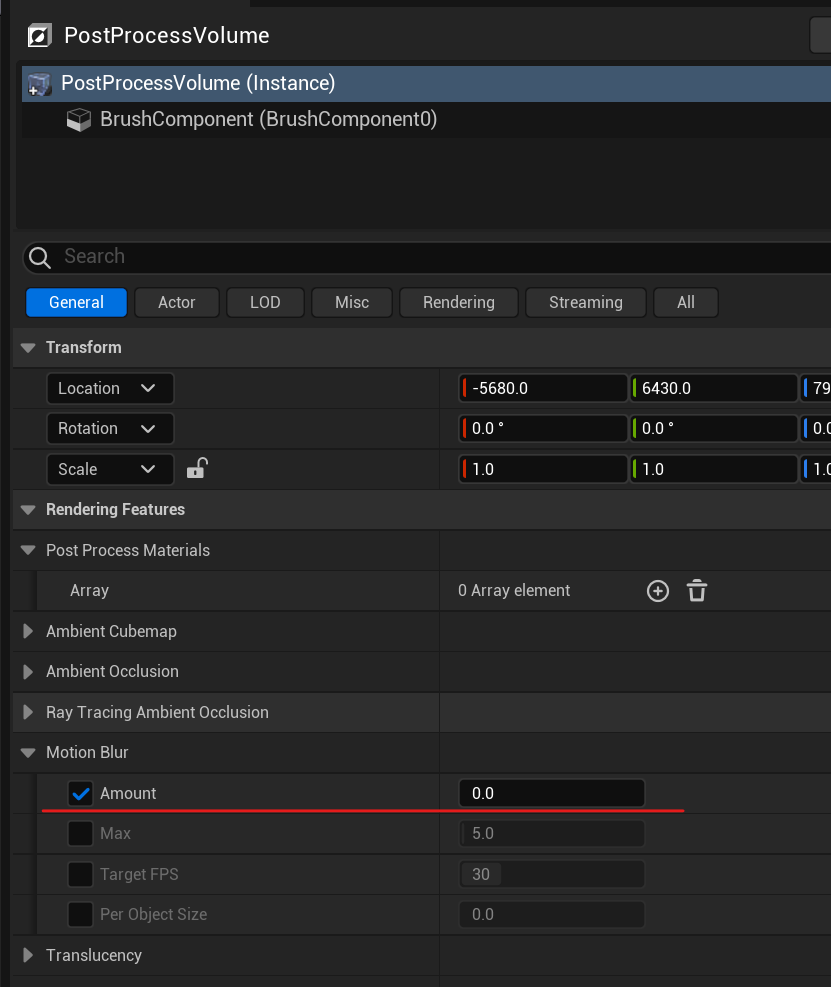 PostProcessVolume
PostProcessVolume (Instance)
BrushComponent (BrushComponent0)
Search
General Actor LOD Misc Rendering Streaming All
Transform
Location -5680.0 6430.0 79
Rotation 0.0 ° 0.0 ° 0.0
Scale 1.0 1.0 1.0
Rendering Features
Post Process Materials
Array 0 Array element
Ambient Cubemap
Ambient Occlusion
Ray Tracing Ambient Occlusion
Motion Blur
Amount 0.0
Max 5.0
Target FPS 30
Per Object Size 0.0
Translucency